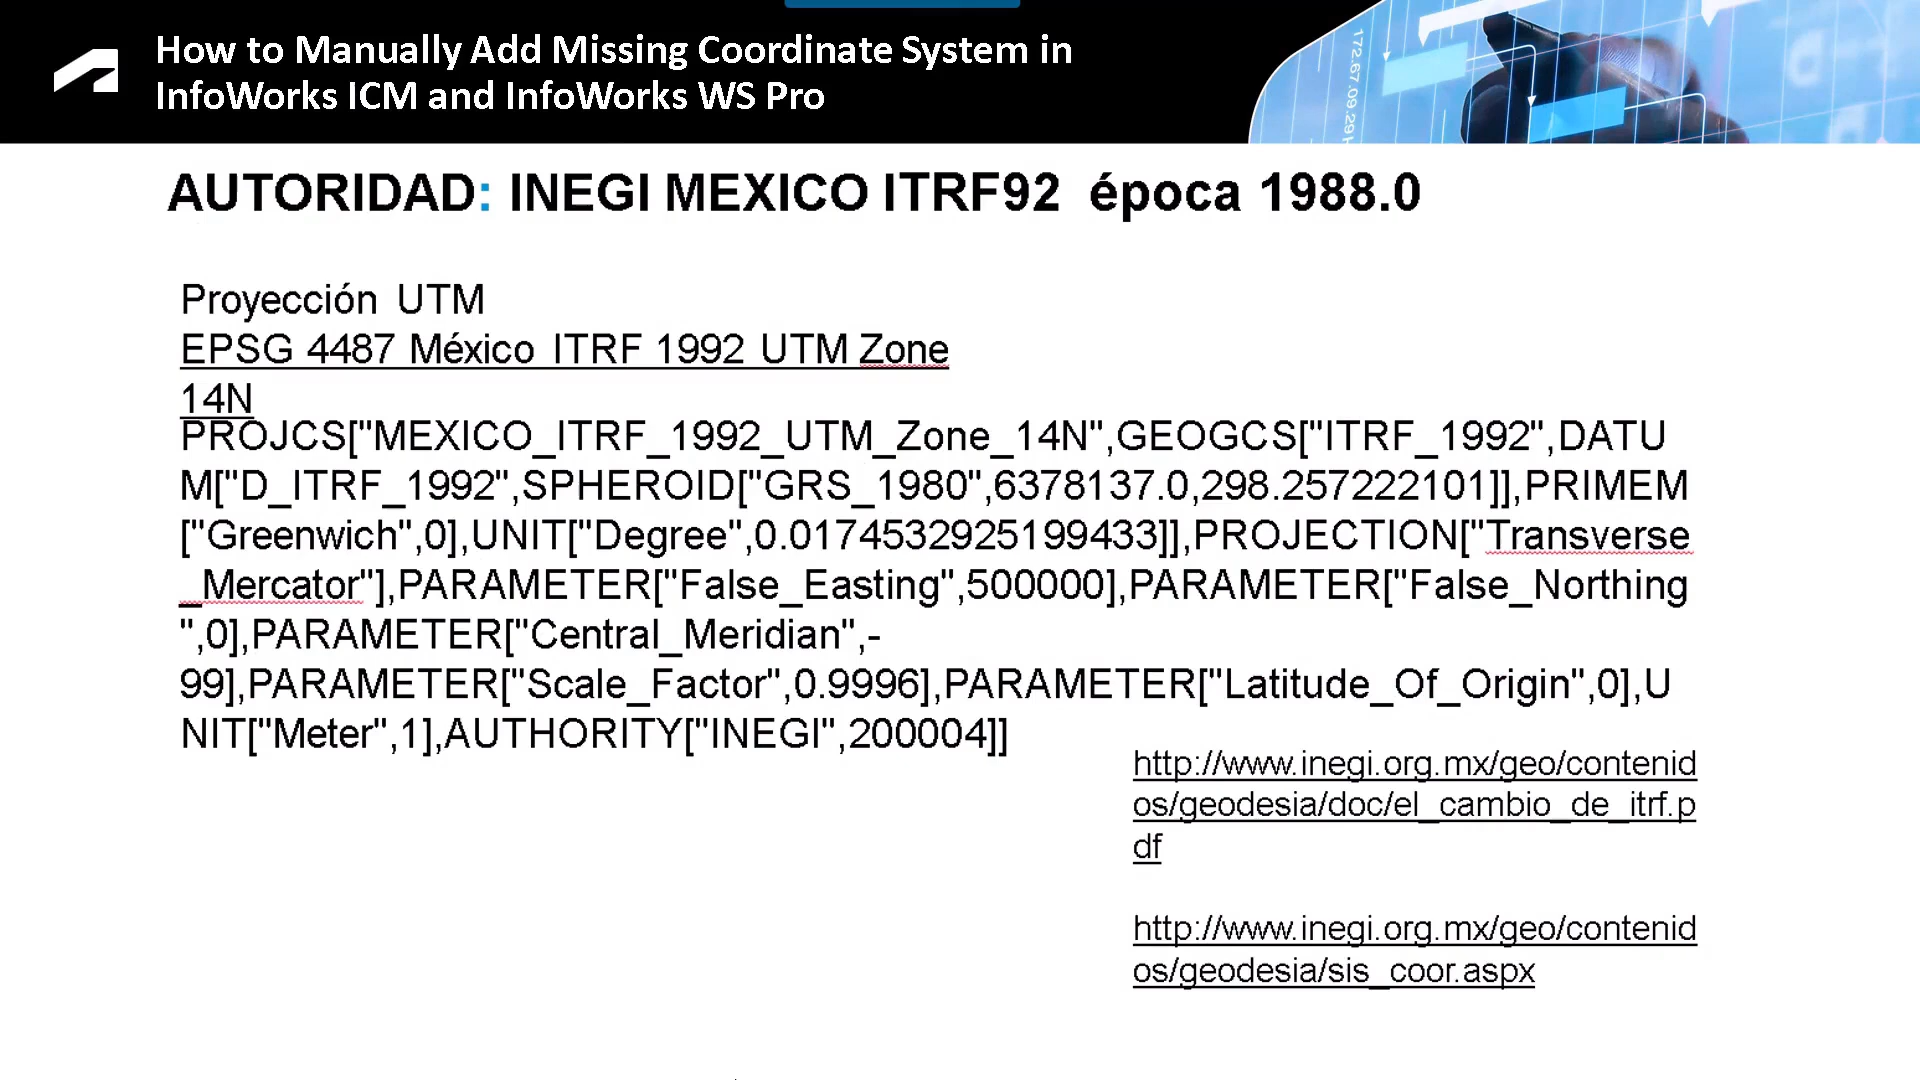 How to Manually Add Missing Coordinate System in
InfoWorks ICM and InfoWorks WS Pro
172.67.09.29
AUTORIDAD: INEGI MEXICO ITRF92 época 1988.0
Proyección UTM
EPSG 4487 México ITRF 1992 UTM Zone
14N
PROJCS["MEXICO_ITRF_1992_UTM_Zone_14N",GEOGCS["ITRF_1992",DATU
M["D_ITRF_1992",SPHEROID["GRS_1980",6378137.0,298.257222101]],PRIMEM
["Greenwich",0],UNIT["Degree",0.0174532925199433]],PROJECTION["Transverse
_Mercator"],PARAMETER["False_Easting",500000],PARAMETER["False_Northing
",0],PARAMETER["Central_Meridian",-
99],PARAMETER["Scale_Factor",0.9996],PARAMETER["Latitude_Of_Origin",0],U
NIT["Meter",1],AUTHORITY["INEGI",200004]]
http://www.inegi.org.mx/geo/contenid
os/geodesia/doc/el_cambio_de_itrf.p
df
http://www.inegi.org.mx/geo/contenid
os/geodesia/sis_coor.aspx